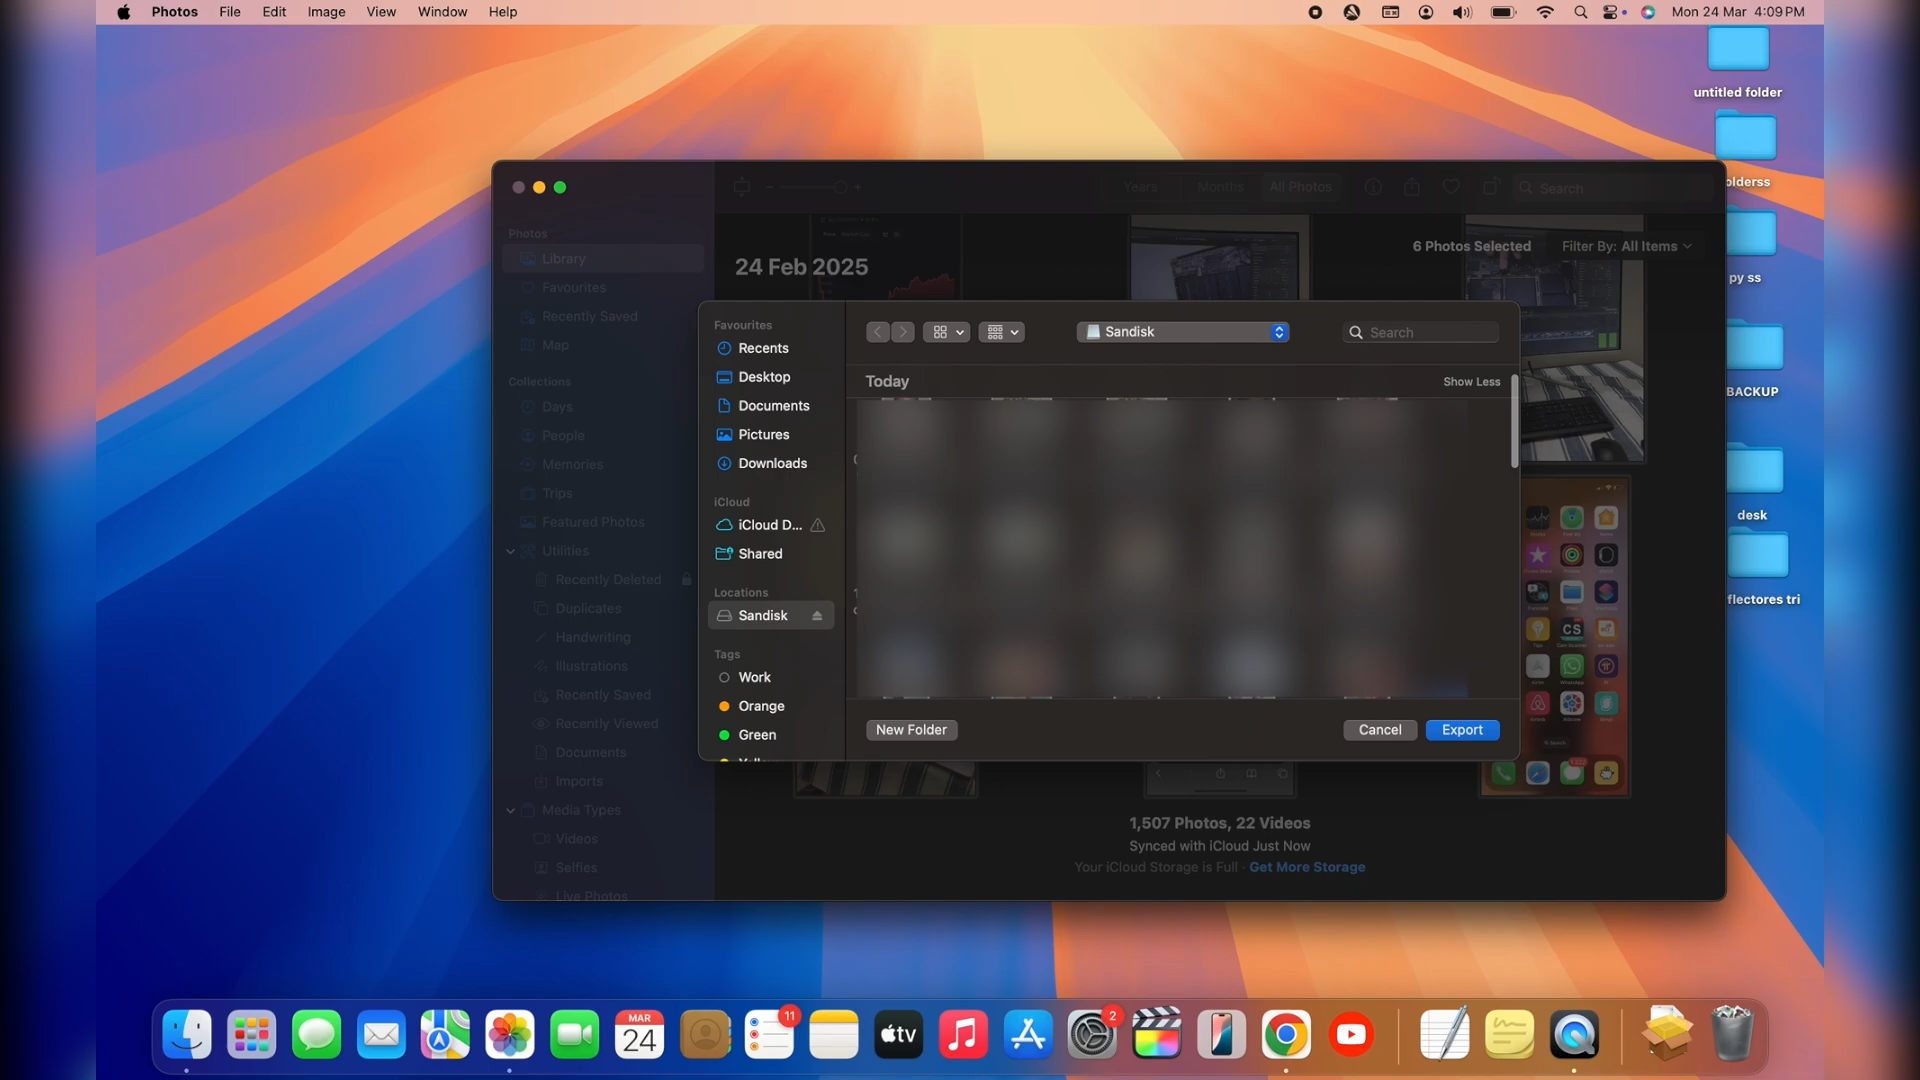 Photos File Edit Image View Window Help
Mon 24 Mar 4:09 PM
untitled folder
olderss
py ss
BACKUP
desk
flectores tri
Years Months All Photos
Search
Photos
Library
Favourites
Recently Saved
Map
Collections
Days
People
Memories
Trips
Featured Photos
Utilities
Recently Deleted
Duplicates
Handwriting
Illustrations
Recently Saved
Recently Viewed
Documents
Imports
Media Types
Videos
Selfies
Live Photos
24 Feb 2025
6 Photos Selected
Filter By: All Items
Favourites
Recents
Desktop
Documents
Pictures
Downloads
iCloud
iCloud D...
Shared
Locations
Sandisk
Tags
Work
Orange
Green
Sandisk
Search
Today
Show Less
New Folder
Cancel
Export
1,507 Photos, 22 Videos
Synced with iCloud Just Now
Your iCloud Storage is Full - Get More Storage
CS
MAR
24
11
tv
2